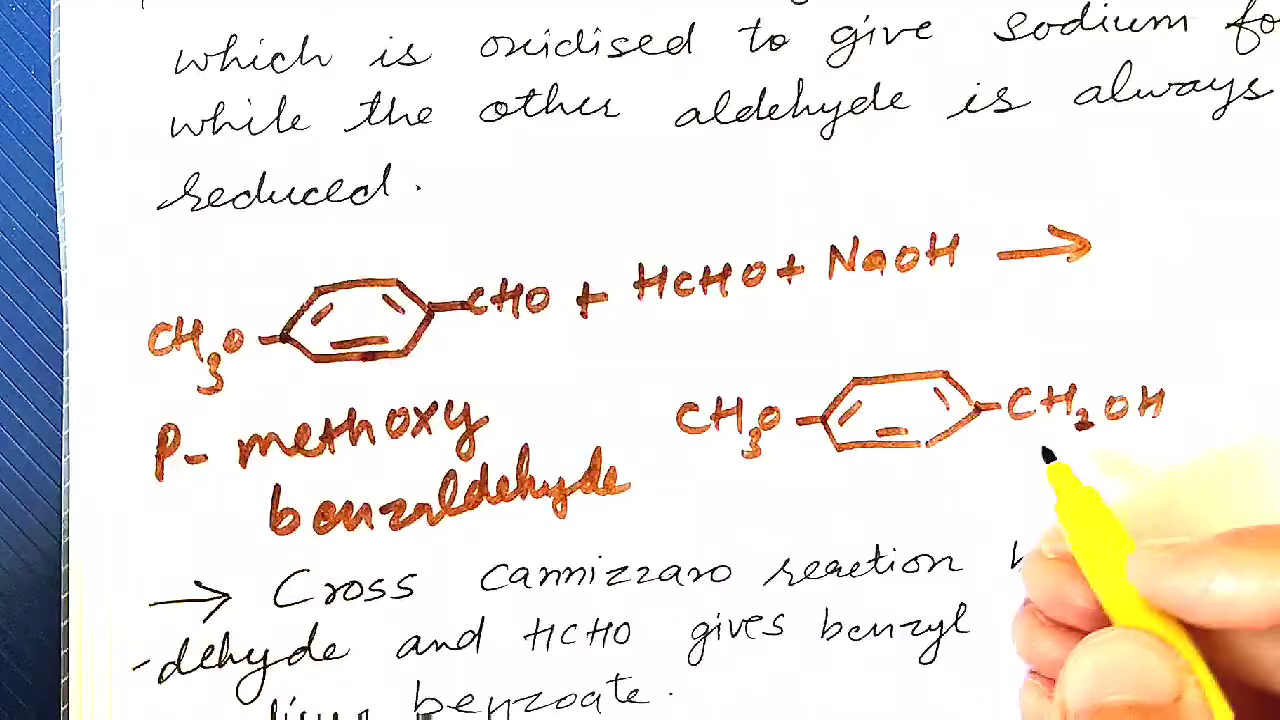 which is oxidised to give sodium fo
while the other aldehyde is always
reduced.
CH3O CHO + HCHO + NaOH →
P- methoxy
benzaldehyde
CH3O CH2OH
→ Cross cannizzaro reaction
-dehyde and HCHO gives benzyl
benzoate.